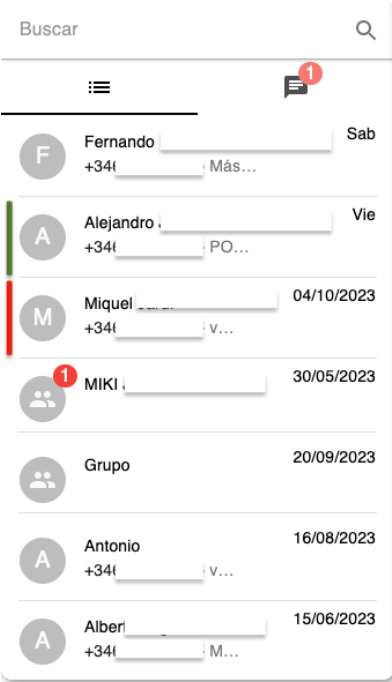 Buscar
1
F
Fernando
Sab
+346
Más...
A
Alejandro
Vie
+346
PO...
M
Miquel
04/10/2023
+346
v...
1
MIKI
30/05/2023
Grupo
20/09/2023
A
Antonio
16/08/2023
+346
v...
A
Albert
15/06/2023
+346
M...